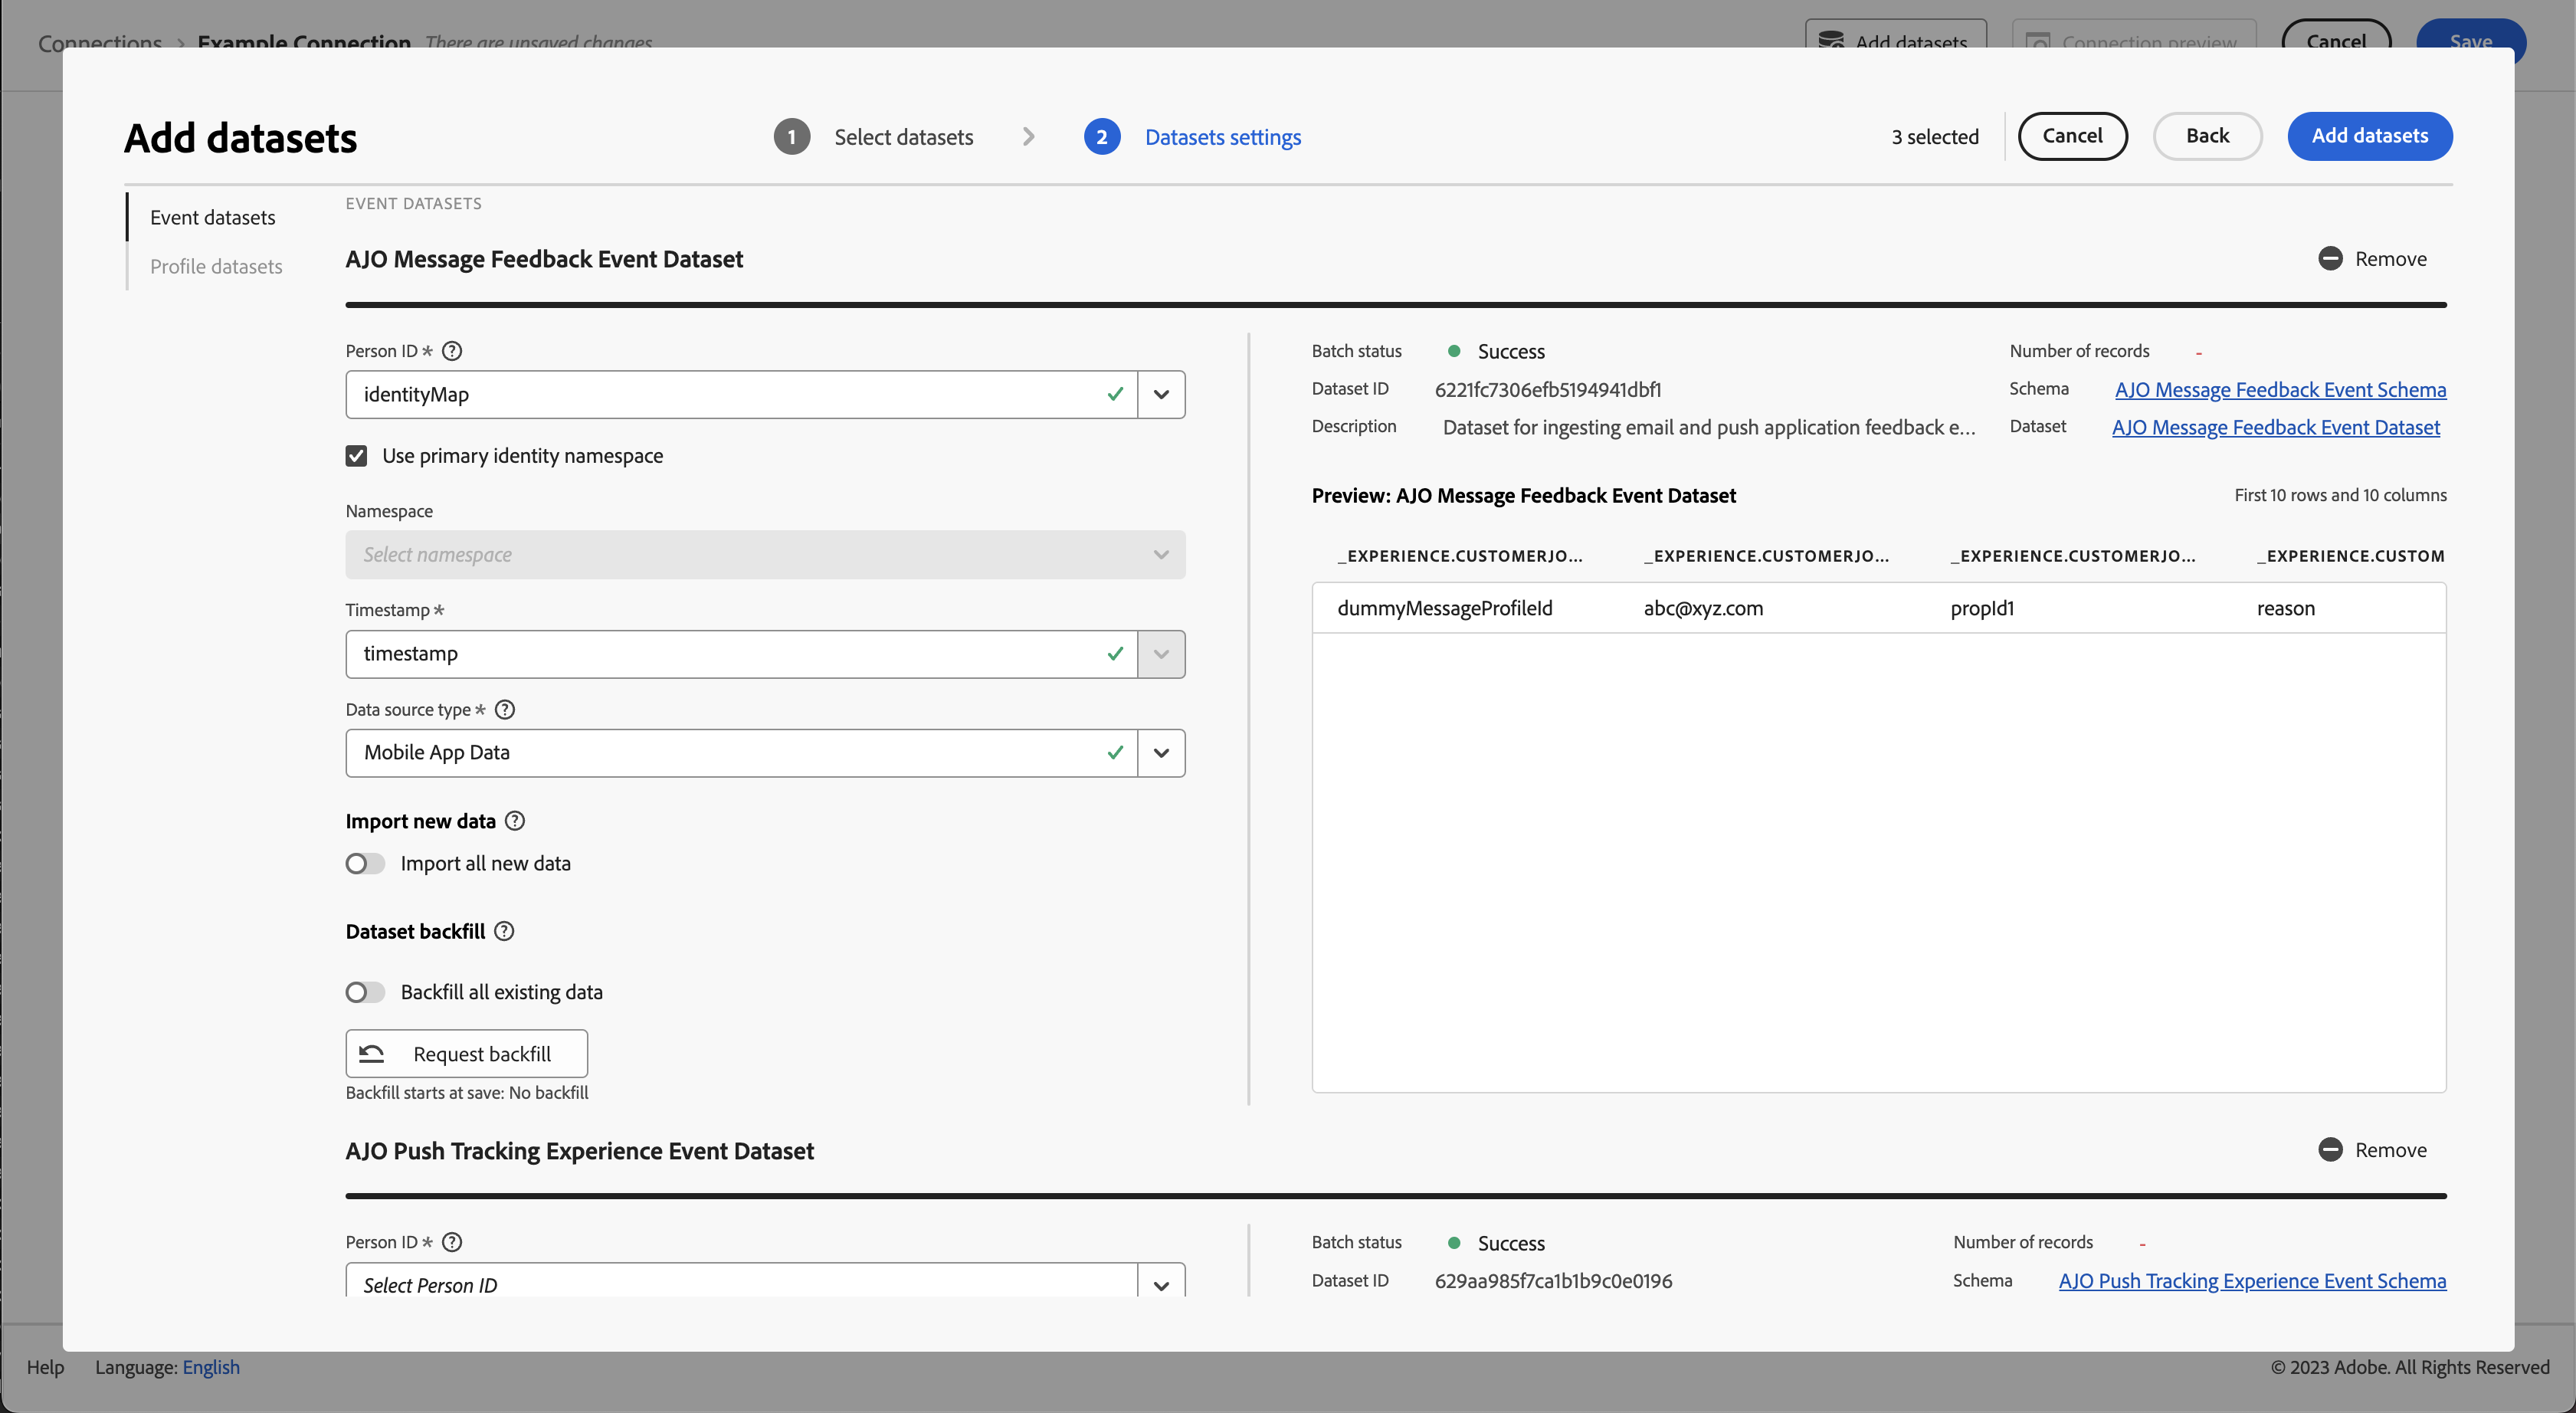 Connections > Example Connection There are unsaved changes Add datasets Connection preview Cancel Save
Add datasets
1 Select datasets > 2 Datasets settings
3 selected Cancel Back Add datasets
Event datasets
Profile datasets
EVENT DATASETS
AJO Message Feedback Event Dataset
Remove
Person ID *
identityMap
Use primary identity namespace
Namespace
Select namespace
Timestamp *
timestamp
Data source type *
Mobile App Data
Import new data
Import all new data
Dataset backfill
Backfill all existing data
Request backfill
Backfill starts at save: No backfill
Batch status Success
Number of records -
Dataset ID 6221fc7306efb5194941dbf1
Schema AJO Message Feedback Event Schema
Description Dataset for ingesting email and push application feedback e...
Dataset AJO Message Feedback Event Dataset
Preview: AJO Message Feedback Event Dataset
First 10 rows and 10 columns
_EXPERIENCE.CUSTOMERJO... _EXPERIENCE.CUSTOMERJO... _EXPERIENCE.CUSTOMERJO... _EXPERIENCE.CUSTOM
dummyMessageProfileId abc@xyz.com propId1 reason
AJO Push Tracking Experience Event Dataset
Remove
Person ID *
Select Person ID
Batch status Success
Number of records -
Dataset ID 629aa985f7ca1b1b9c0e0196
Schema AJO Push Tracking Experience Event Schema
Help Language: English
© 2023 Adobe. All Rights Reserved